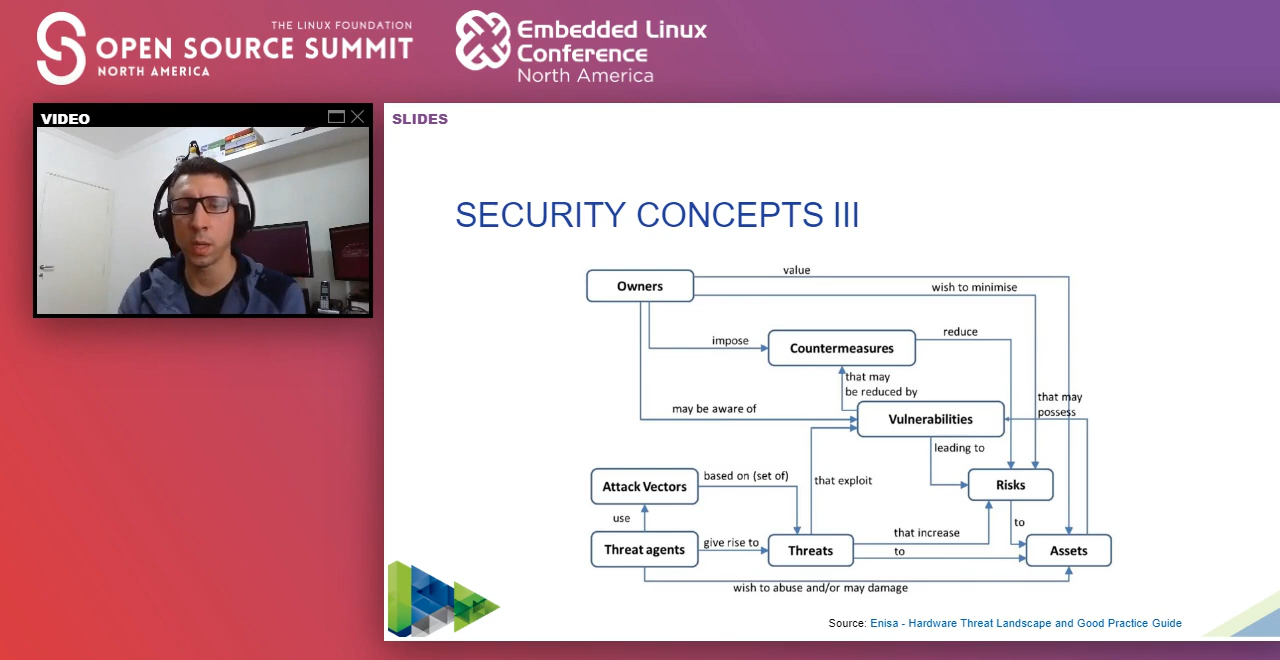 THE LINUX FOUNDATION
OPEN SOURCE SUMMIT
NORTH AMERICA
Embedded Linux
Conference
North America
VIDEO
SLIDES
SECURITY CONCEPTS III
value
Owners
wish to minimise
impose
Countermeasures
reduce
that may
be reduced by
that may
possess
may be aware of
Vulnerabilities
leading to
Attack Vectors
based on (set of)
that exploit
Risks
use
to
Threat agents
give rise to
Threats
that increase
to
Assets
wish to abuse and/or may damage
Source: Enisa - Hardware Threat Landscape and Good Practice Guide